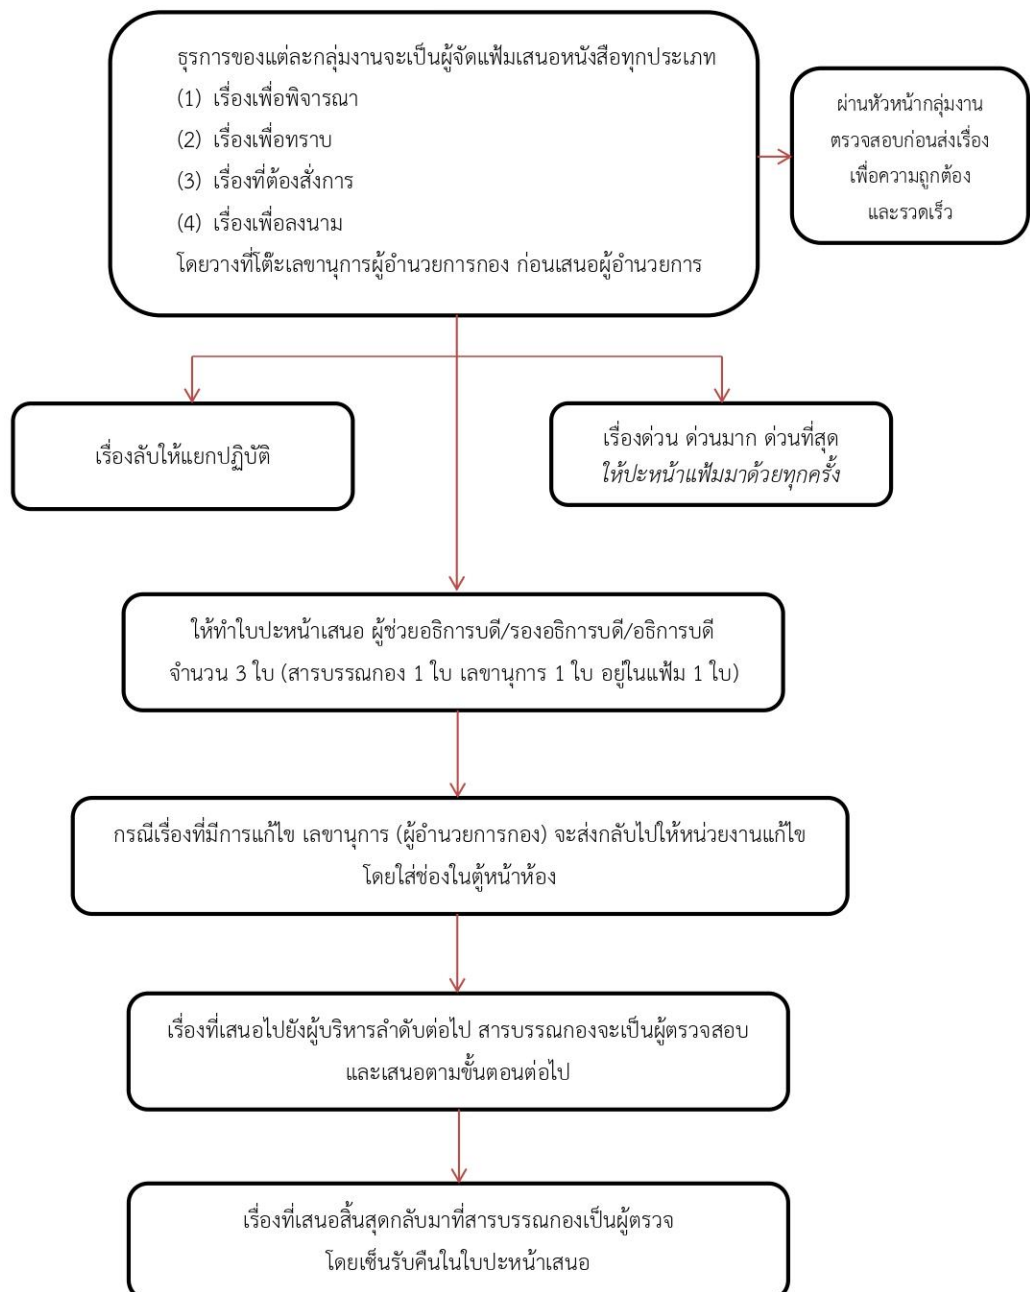 ธุรการของแต่ละกลุ่มงานจะเป็นผู้จัดแฟ้มเสนอหนังสือทุกประเภท
(1) เรื่องเพื่อพิจารณา
(2) เรื่องเพื่อทราบ
(3) เรื่องที่ต้องสั่งการ
(4) เรื่องเพื่อลงนาม
โดยวางที่โต๊ะเลขานุการผู้อำนวยการกอง ก่อนเสนอผู้อำนวยการ
ผ่านหัวหน้ากลุ่มงาน
ตรวจสอบก่อนส่งเรื่อง
เพื่อความถูกต้อง
และรวดเร็ว
เรื่องลับให้แยกปฏิบัติ
เรื่องด่วน ด่วนมาก ด่วนที่สุด
ให้ปะหน้าแฟ้มมาด้วยทุกครั้ง
ให้ทำใบปะหน้าเสนอ ผู้ช่วยอธิการบดี/รองอธิการบดี/อธิการบดี
จำนวน 3 ใบ (สารบรรณกอง 1 ใบ เลขานุการ 1 ใบ อยู่ในแฟ้ม 1 ใบ)
กรณีเรื่องที่มีการแก้ไข เลขานุการ (ผู้อำนวยการกอง) จะส่งกลับไปให้หน่วยงานแก้ไข
โดยใส่ช่องในตู้หน้าห้อง
เรื่องที่เสนอไปยังผู้บริหารลำดับต่อไป สารบรรณกองจะเป็นผู้ตรวจสอบ
และเสนอตามขั้นตอนต่อไป
เรื่องที่เสนอสิ้นสุดกลับมาที่สารบรรณกองเป็นผู้ตรวจ
โดยเซ็นรับคืนในใบปะหน้าเสนอ